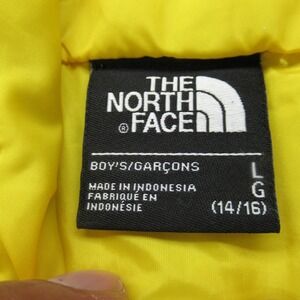 THE
NORTH
FACE
®
BOY'S/GARÇONS
L
MADE IN INDONESIA
G
FABRIQUÉ EN
INDONÉSIE
(14/16)